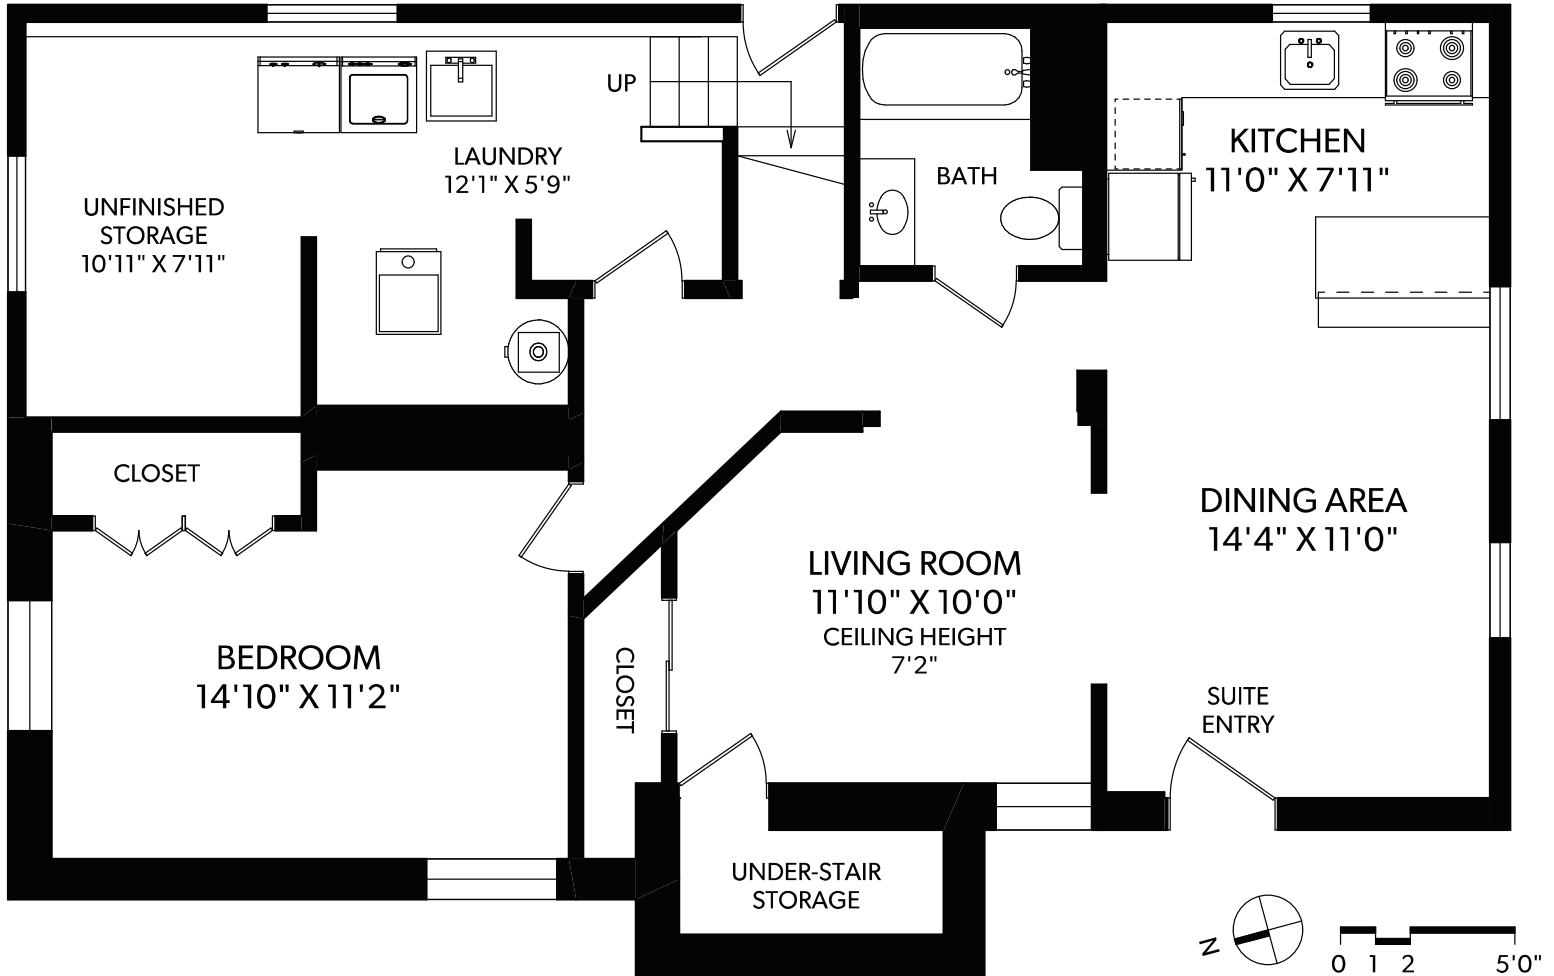 UP
LAUNDRY
12'1" X 5'9"
UNFINISHED
STORAGE
10'11" X 7'11"
BATH
KITCHEN
11'0" X 7'11"
CLOSET
DINING AREA
14'4" X 11'0"
LIVING ROOM
11'10" X 10'0"
CEILING HEIGHT
7'2"
BEDROOM
14'10" X 11'2"
CLOSET
SUITE
ENTRY
UNDER-STAIR
STORAGE
N
0 1 2 5'0"